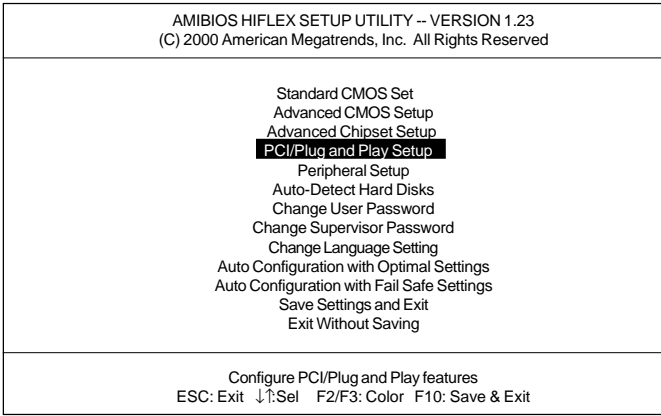 AMIBIOS HIFLEX SETUP UTILITY -- VERSION 1.23
(C) 2000 American Megatrends, Inc. All Rights Reserved
Standard CMOS Set
Advanced CMOS Setup
Advanced Chipset Setup
PCI/Plug and Play Setup
Peripheral Setup
Auto-Detect Hard Disks
Change User Password
Change Supervisor Password
Change Language Setting
Auto Configuration with Optimal Settings
Auto Configuration with Fail Safe Settings
Save Settings and Exit
Exit Without Saving
Configure PCI/Plug and Play features
ESC: Exit ↓↑:Sel F2/F3: Color F10: Save & Exit